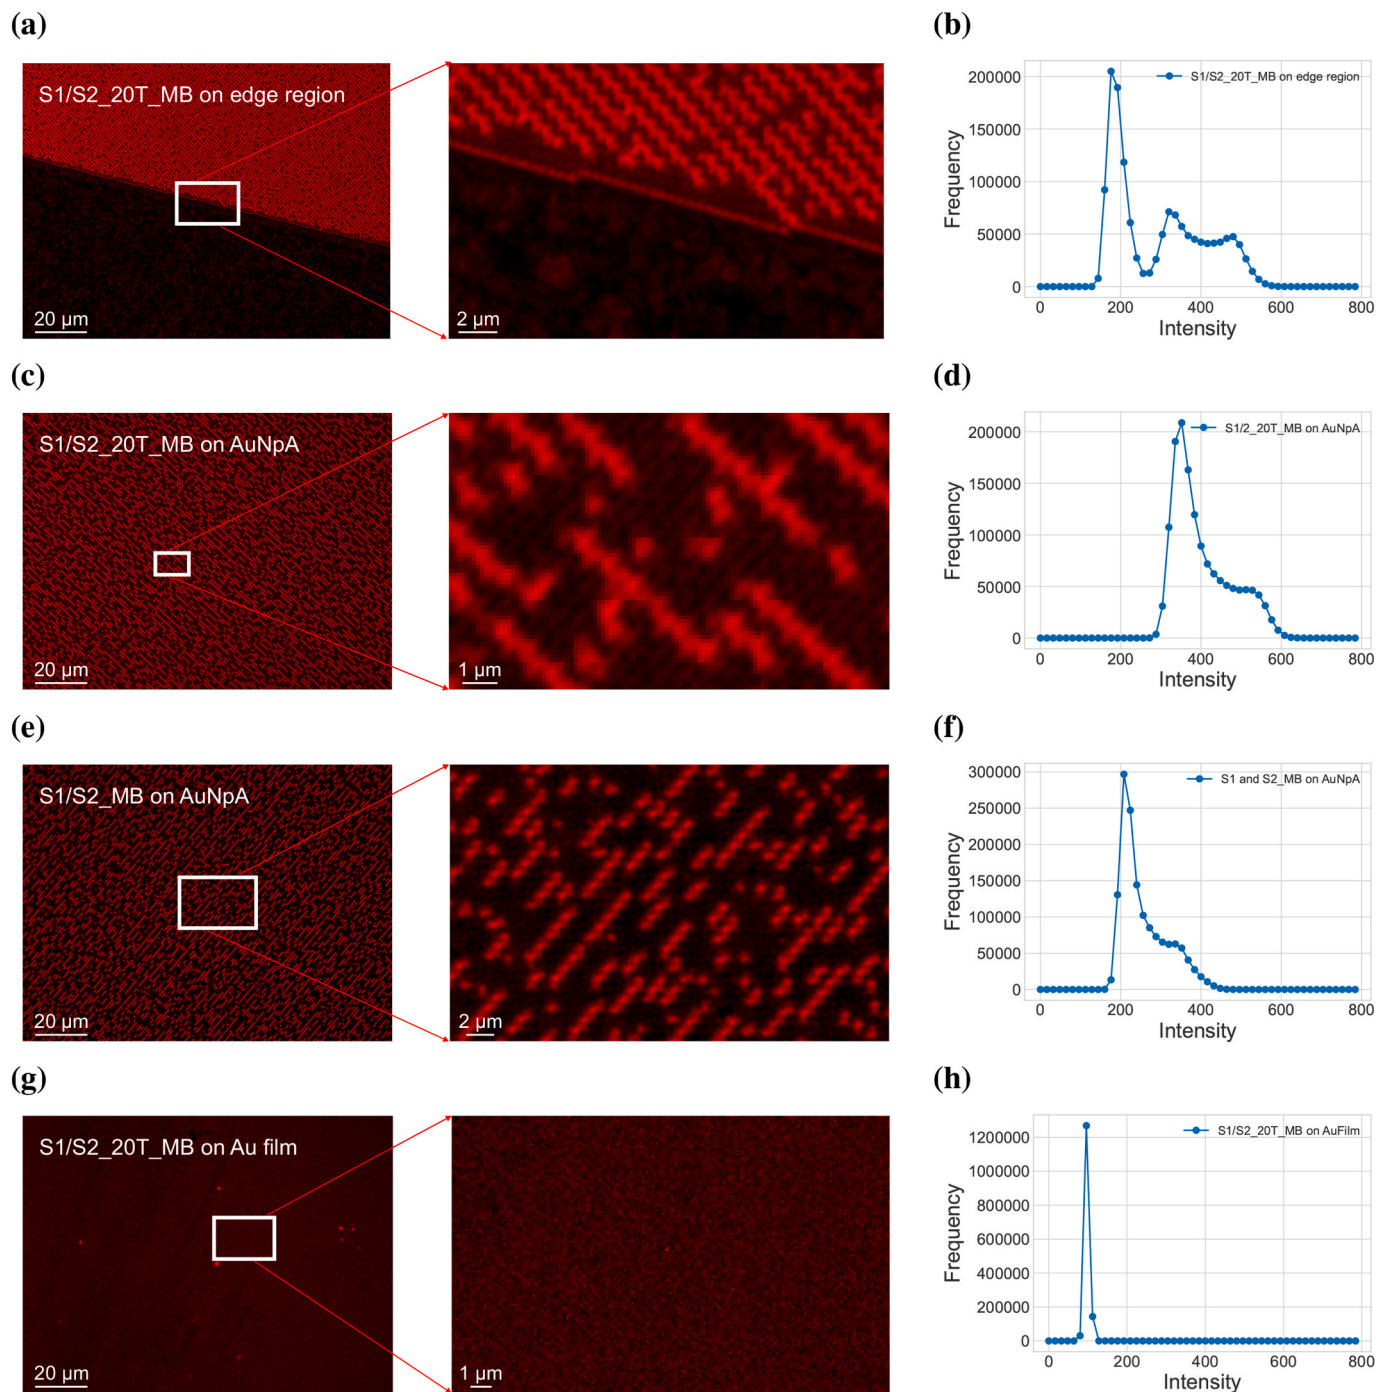 (a)
S1/S2_20T_MB on edge region
20 µm
2 µm
(b)
S1/S2_20T_MB on edge region
200000
150000
100000
50000
0
0 200 400 600 800
Frequency
Intensity
(c)
S1/S2_20T_MB on AuNpA
20 µm
1 µm
(d)
S1/2_20T_MB on AuNpA
200000
150000
100000
50000
0
0 200 400 600 800
Frequency
Intensity
(e)
S1/S2_MB on AuNpA
20 µm
2 µm
(f)
S1 and S2_MB on AuNpA
300000
250000
200000
150000
100000
50000
0
0 200 400 600 800
Frequency
Intensity
(g)
S1/S2_20T_MB on Au film
20 µm
1 µm
(h)
S1/S2_20T_MB on AuFilm
1200000
1000000
800000
600000
400000
200000
0
0 200 400 600 800
Frequency
Intensity